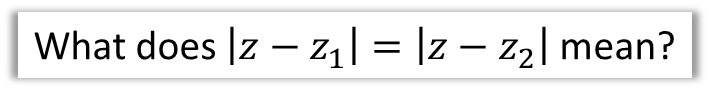 What does |𝑧 − 𝑧₁| = |𝑧 − 𝑧₂| mean?